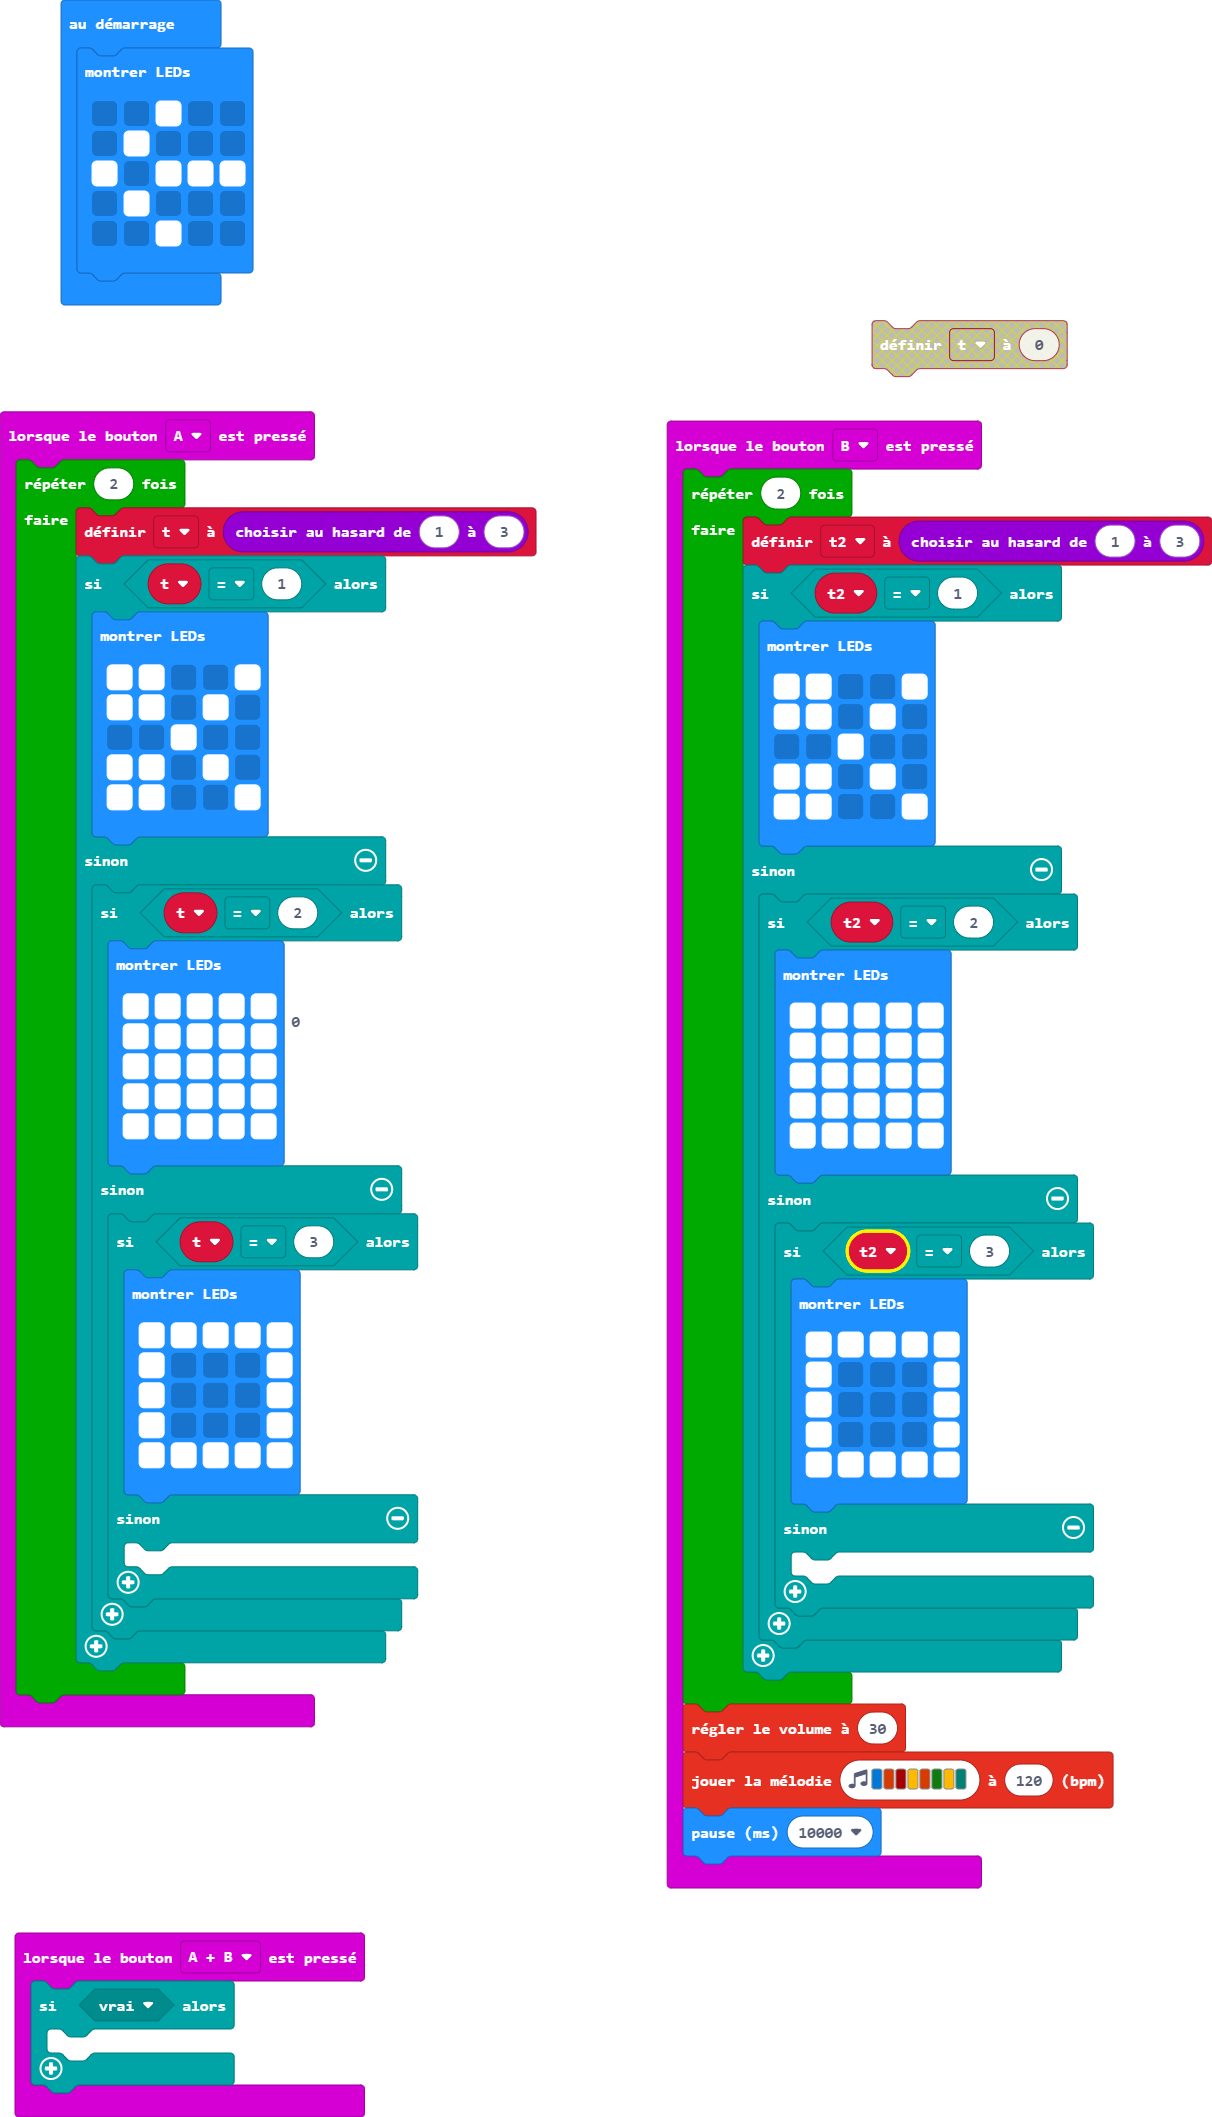 au démarrage
montrer LEDs
définir t à 0
lorsque le bouton A est pressé
répéter 2 fois
faire
définir t à choisir au hasard de 1 à 3
si t = 1 alors
montrer LEDs
sinon
si t = 2 alors
montrer LEDs
0
sinon
si t = 3 alors
montrer LEDs
sinon
lorsque le bouton B est pressé
répéter 2 fois
faire
définir t2 à choisir au hasard de 1 à 3
si t2 = 1 alors
montrer LEDs
sinon
si t2 = 2 alors
montrer LEDs
sinon
si t2 = 3 alors
montrer LEDs
sinon
régler le volume à 30
jouer la mélodie à 120 (bpm)
pause (ms) 10000
lorsque le bouton A + B est pressé
si vrai alors